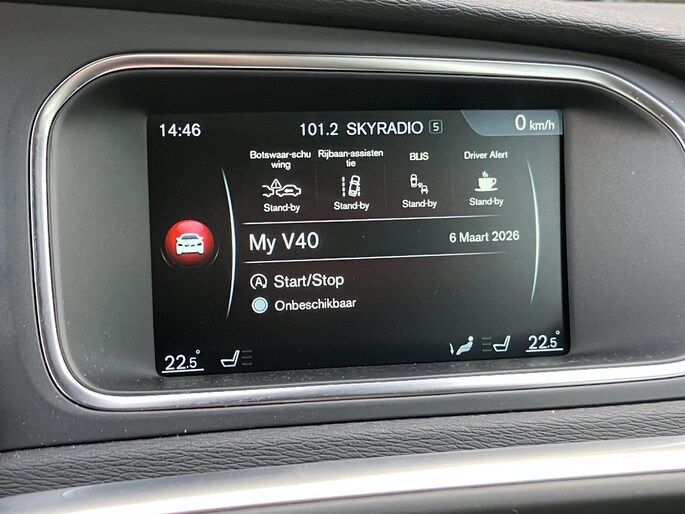 14:46 101.2 SKYRADIO S 0 km/h
Botswaar-schu Rijbaan-assisten BLIS Driver Alert
wing tie
Stand-by Stand-by Stand-by Stand-by
My V40 6 Maart 2026
Start/Stop
Onbeschikbaar
22.5° 22.5°